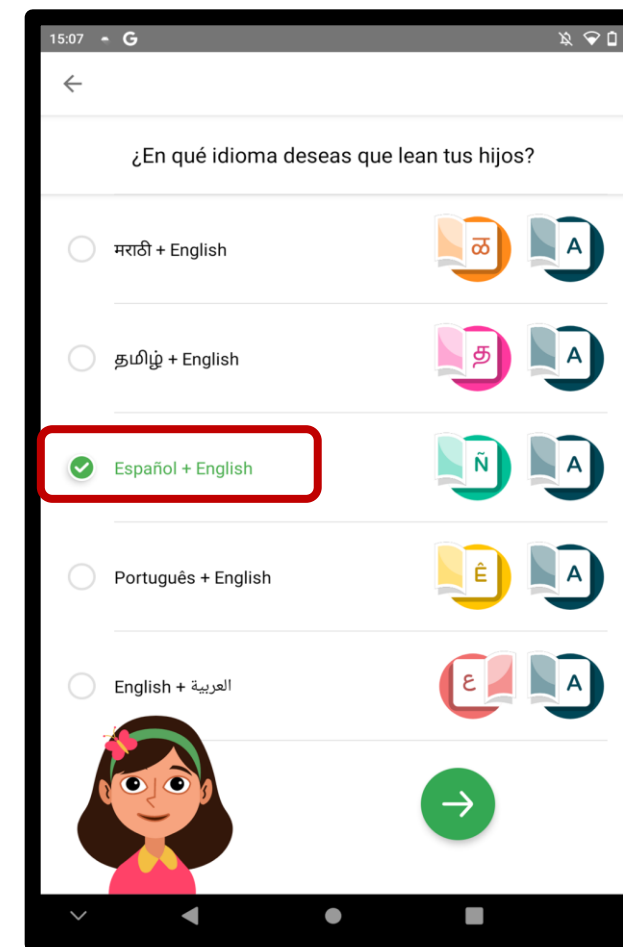 15:07 G
¿En qué idioma deseas que lean tus hijos?
मराठी + English ळ A
தமிழ் + English த A
Español + English Ñ A
Português + English Ê A
English + العربية ع A